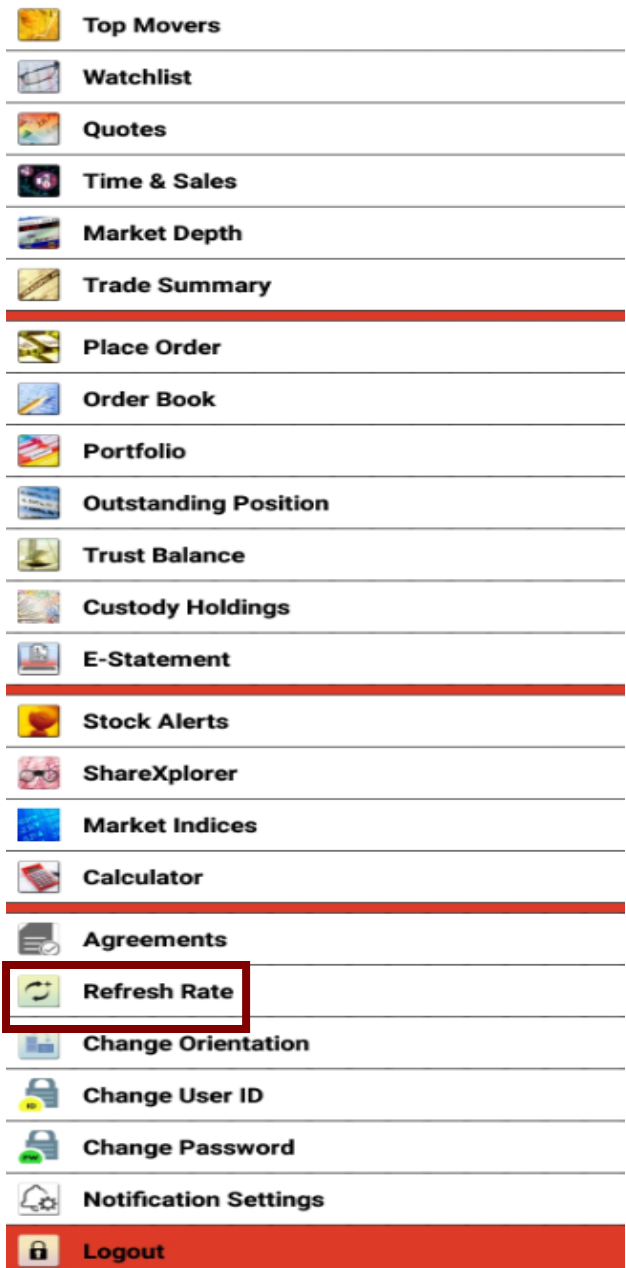 Top Movers
Watchlist
Quotes
Time & Sales
Market Depth
Trade Summary
Place Order
Order Book
Portfolio
Outstanding Position
Trust Balance
Custody Holdings
E-Statement
Stock Alerts
ShareXplorer
Market Indices
Calculator
Agreements
Refresh Rate
Change Orientation
Change User ID
Change Password
Notification Settings
Logout